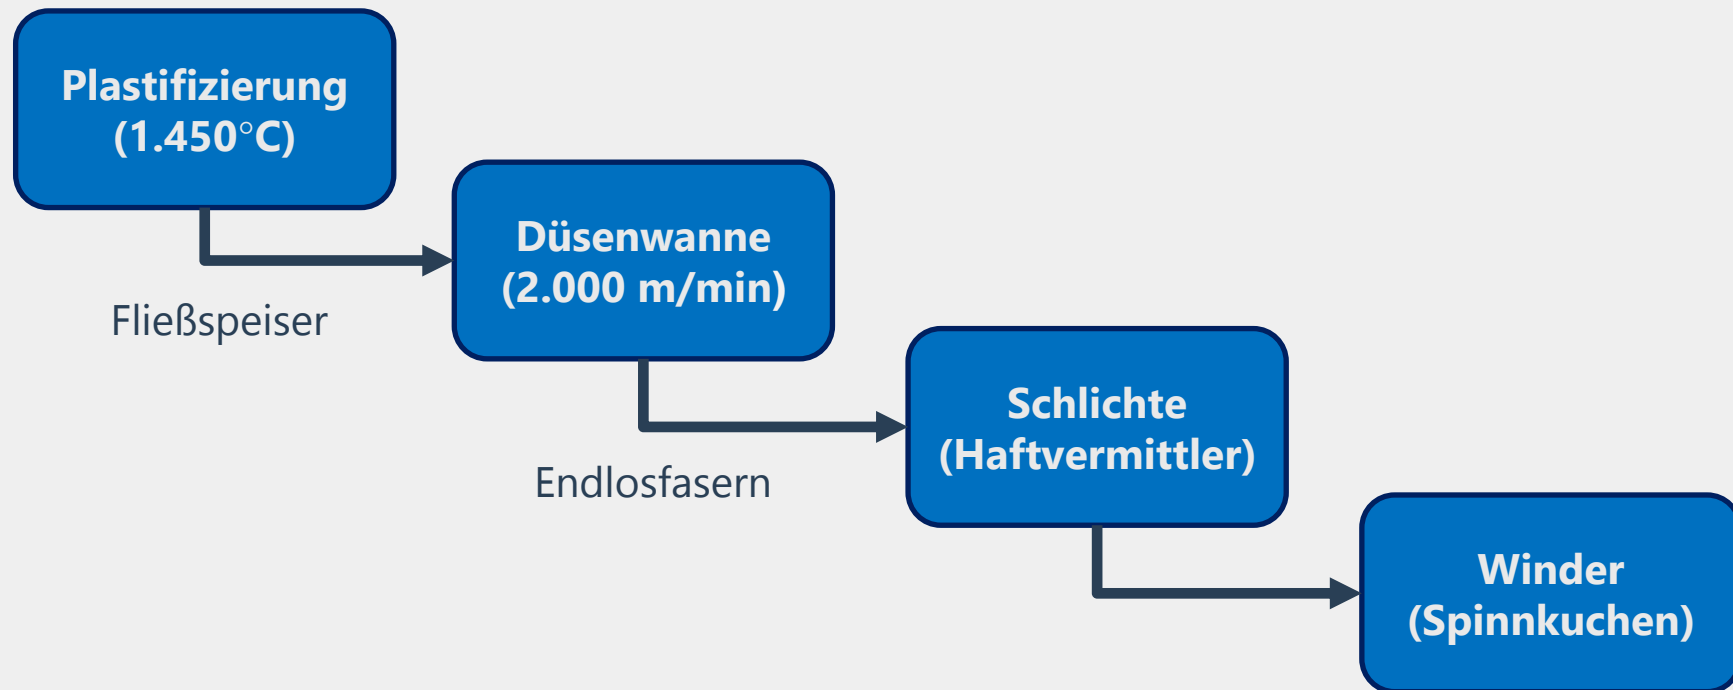 Plastifizierung
(1.450°C)
Düsenwanne
(2.000 m/min)
Fließspeiser
Schlichte
(Haftvermittler)
Endlosfasern
Winder
(Spinnkuchen)